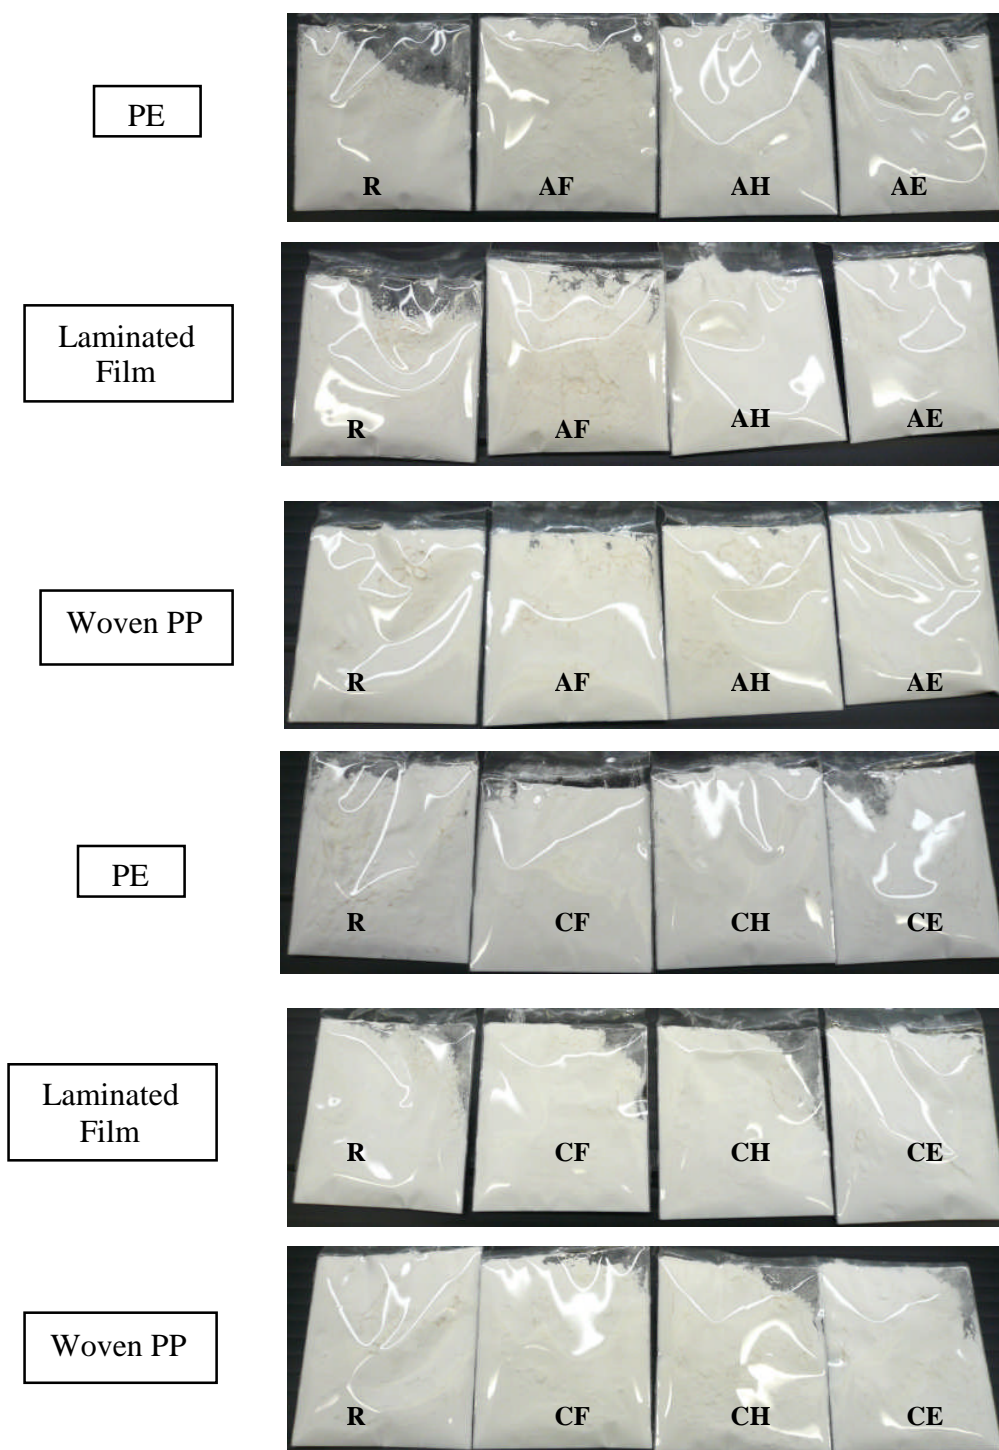 PE
R AF AH AE
Laminated
Film
R AF AH AE
Woven PP
R AF AH AE
PE
R CF CH CE
Laminated
Film
R CF CH CE
Woven PP
R CF CH CE